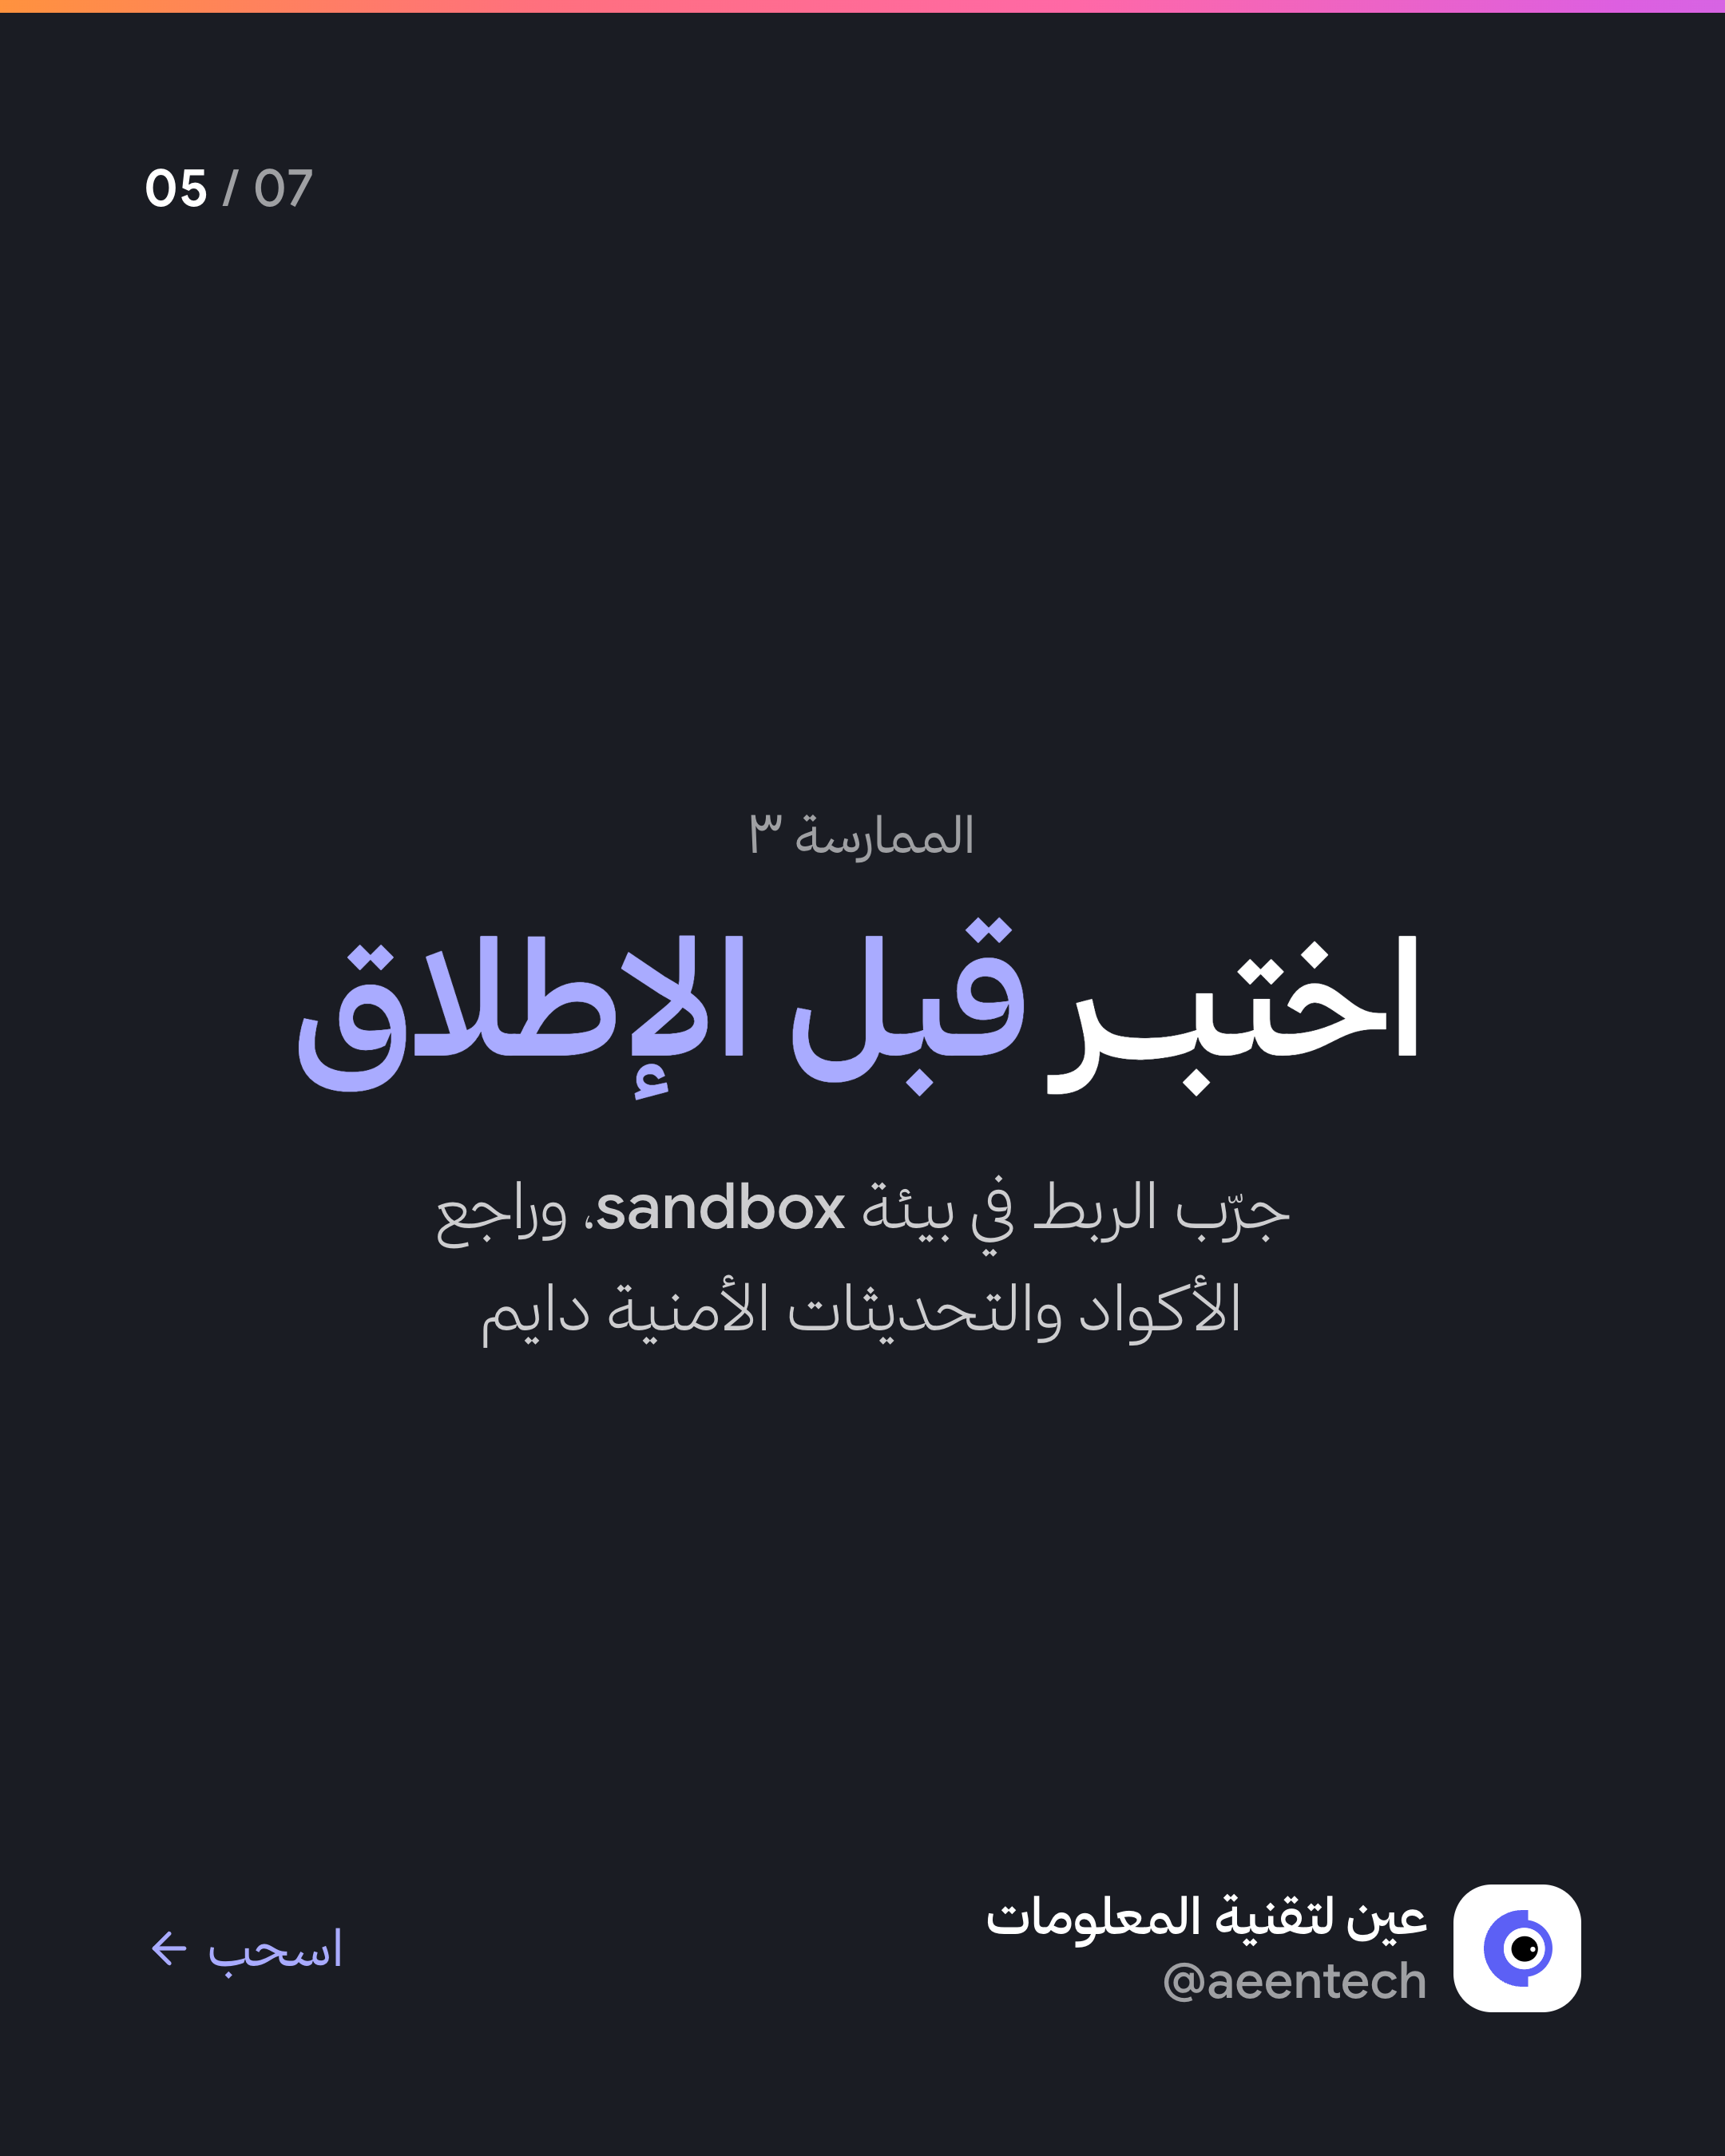 05 / 07
الممارسة ٣
اختبـر قبل الإطلاق
جرّب الربط في بيئة sandbox، وراجع
الأكواد والتحديثات الأمنية دايم
عين لتقنية المعلومات
@aeentech
اسحب ←